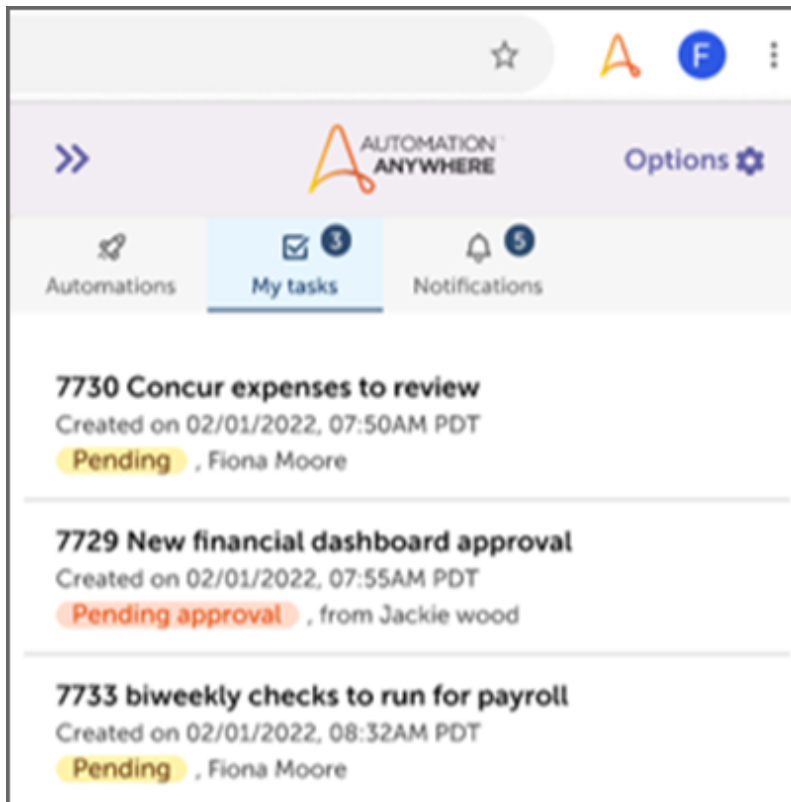 F
AUTOMATION
ANYWHERE
Options
3
5
Automations
My tasks
Notifications
7730 Concur expenses to review
Created on 02/01/2022, 07:50AM PDT
Pending , Fiona Moore
7729 New financial dashboard approval
Created on 02/01/2022, 07:55AM PDT
Pending approval , from Jackie wood
7733 biweekly checks to run for payroll
Created on 02/01/2022, 08:32AM PDT
Pending , Fiona Moore